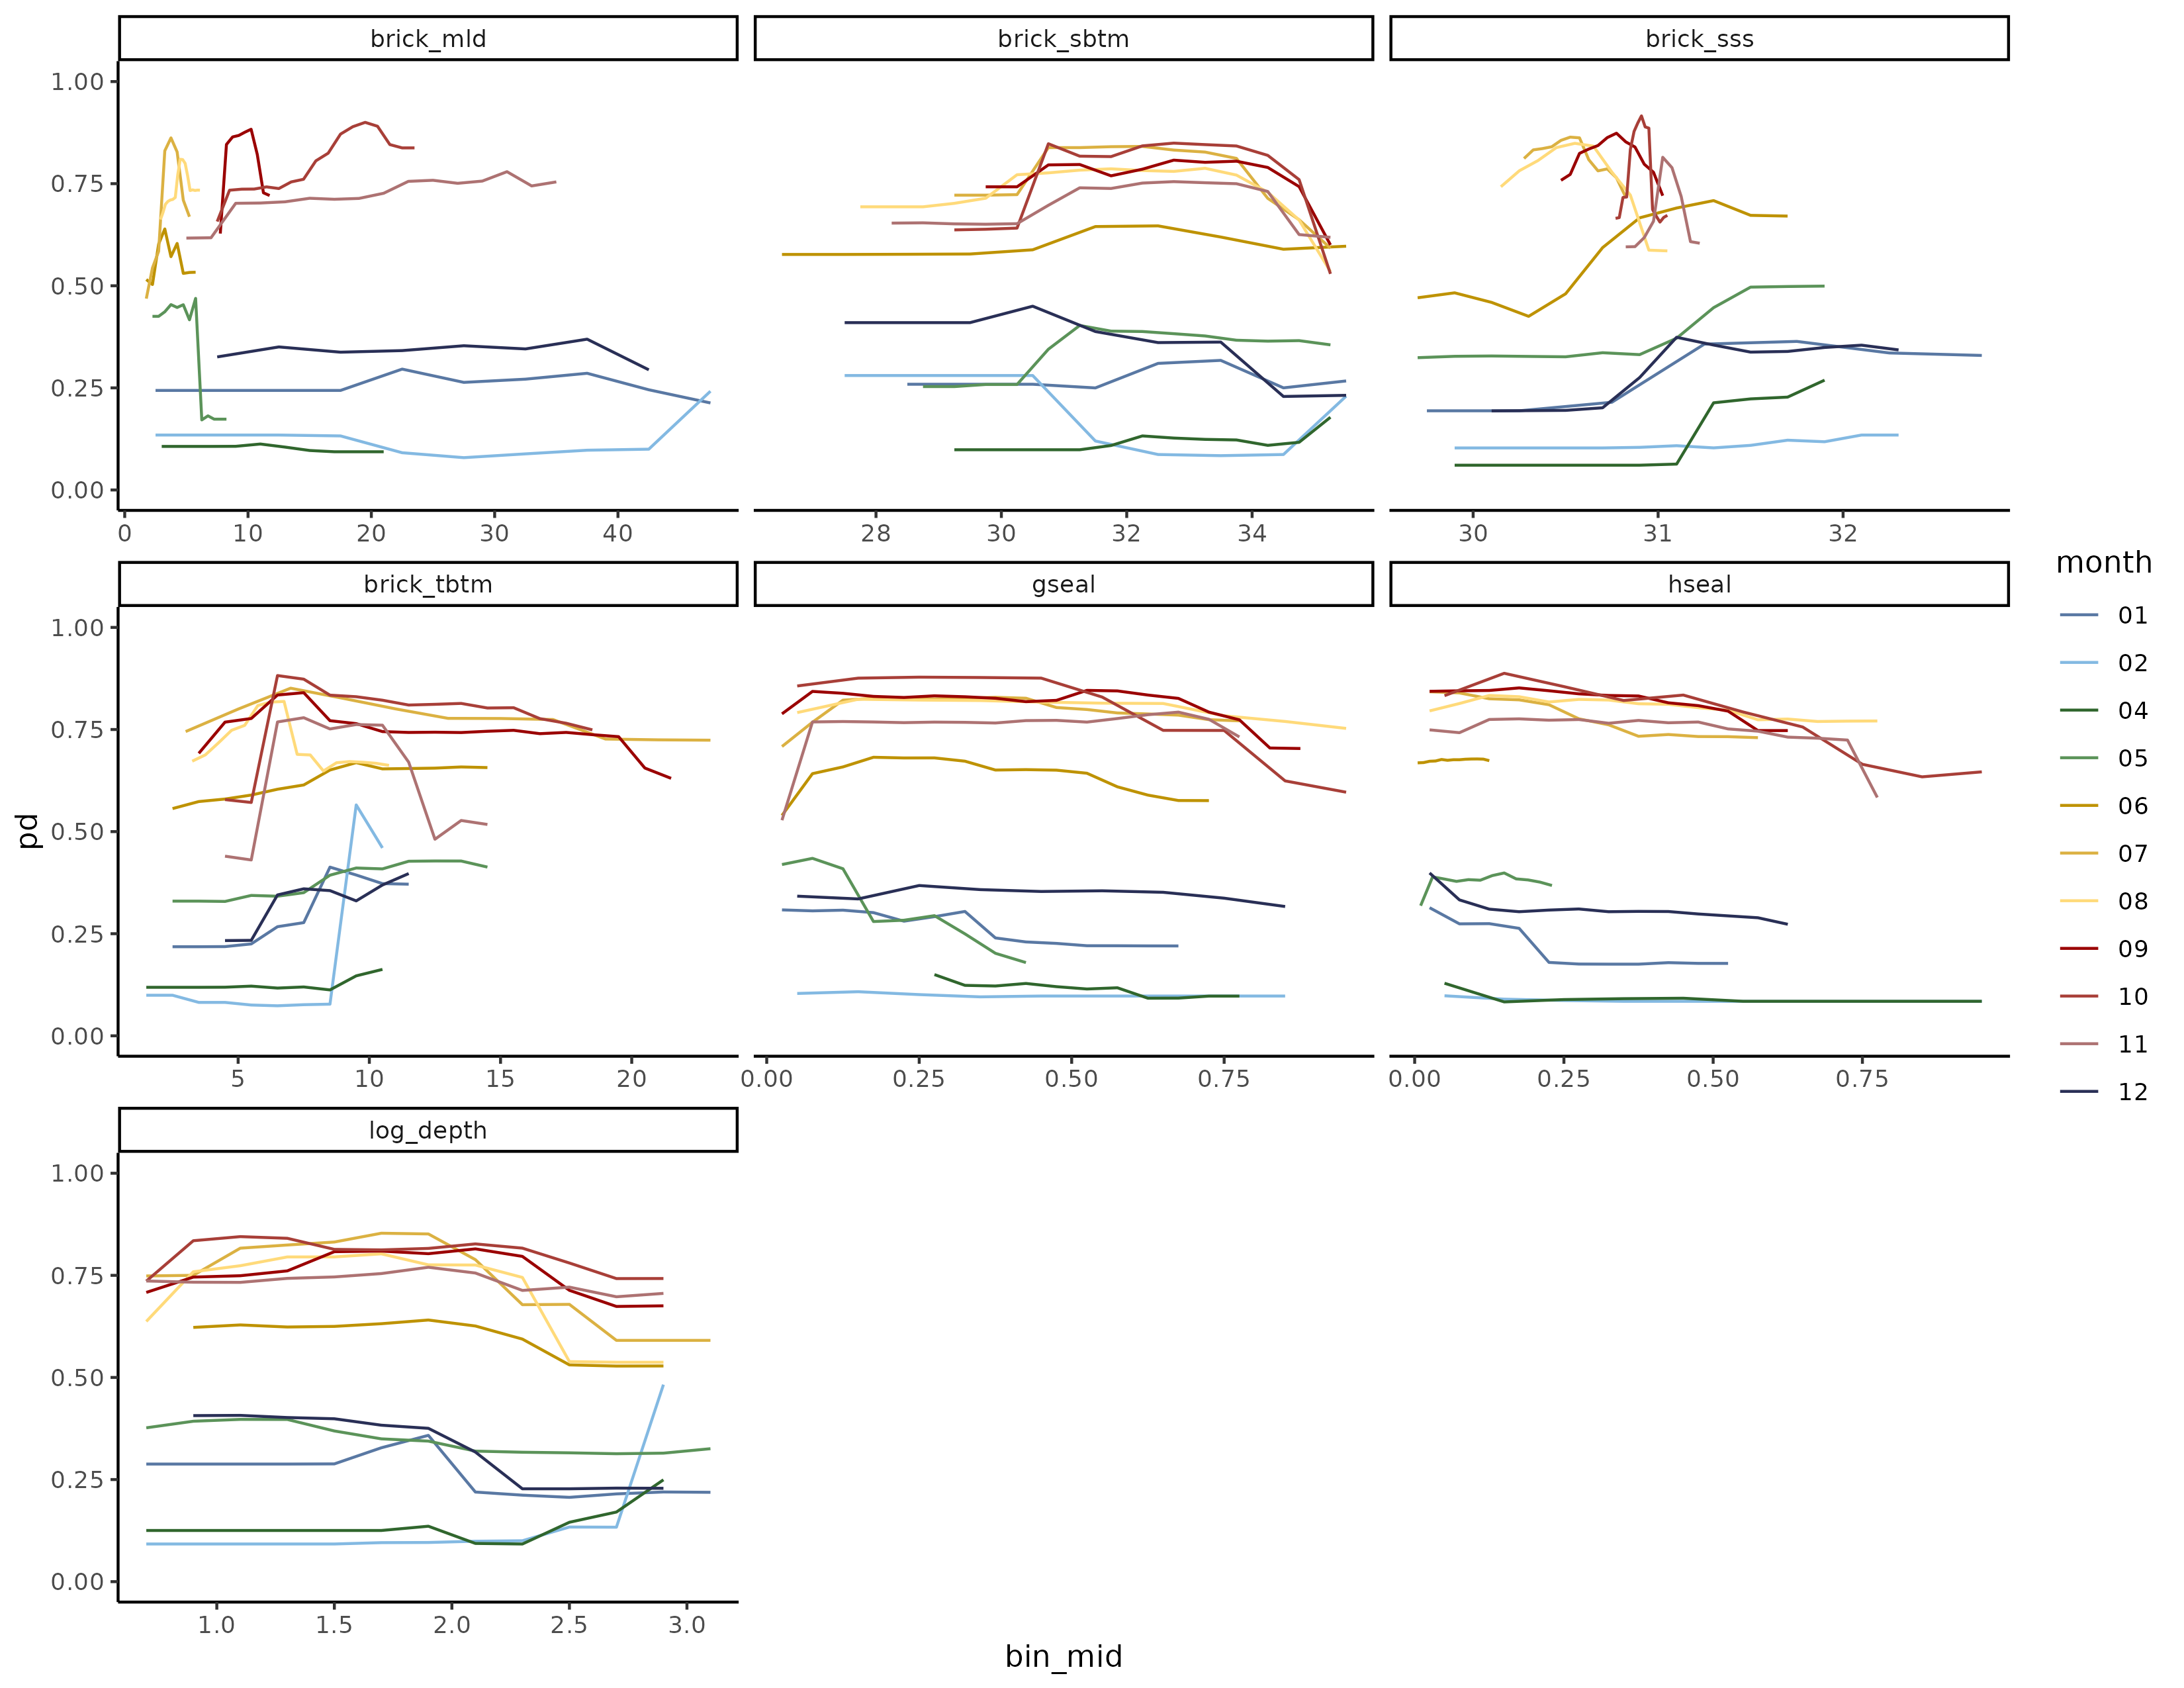 brick_mld brick_sbtm brick_sss
1.00
0.75
0.50
0.25
0.00
0 10 20 30 40 28 30 32 34 30 31 32
brick_tbtm gseal hseal
1.00
0.75
0.50
0.25
0.00
5 10 15 20 0.00 0.25 0.50 0.75 0.00 0.25 0.50 0.75
log_depth
1.00
0.75
0.50
0.25
0.00
1.0 1.5 2.0 2.5 3.0
pd
bin_mid
month
01
02
04
05
06
07
08
09
10
11
12